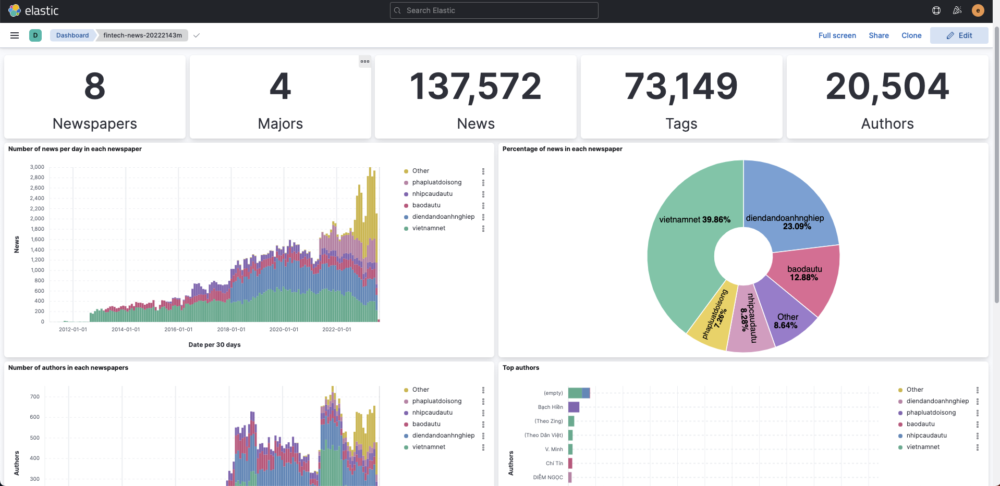 elastic
Search Elastic
e
D
Dashboard
fintech-news-20222143m
Full screen
Share
Clone
Edit
8
Newspapers
4
Majors
137,572
News
73,149
Tags
20,504
Authors
Number of news per day in each newspaper
3,000
2,800
2,600
2,400
2,200
2,000
1,800
1,600
1,400
1,200
1,000
800
600
400
200
0
News
2012-01-01
2014-01-01
2016-01-01
2018-01-01
2020-01-01
2022-01-01
Date per 30 days
Other
phapluatdoisong
nhipcaudautu
baodautu
diendandoanhnghiep
vietnamnet
Percentage of news in each newspaper
vietnamnet 39.86%
diendandoanhnghiep
23.09%
baodautu
12.88%
Other
8.64%
nhipcaudautu
8.28%
phapluatdoisong
7.26%
Number of authors in each newspapers
700
600
500
400
300
Authors
Other
phapluatdoisong
nhipcaudautu
baodautu
diendandoanhnghiep
vietnamnet
Top authors
(empty)
Bạch Hiền
(Theo Zing)
(Theo Dân Việt)
V. Minh
Chí Tín
DIỄM NGỌC
Authors
Other
diendandoanhnghiep
phapluatdoisong
baodautu
nhipcaudautu
vietnamnet